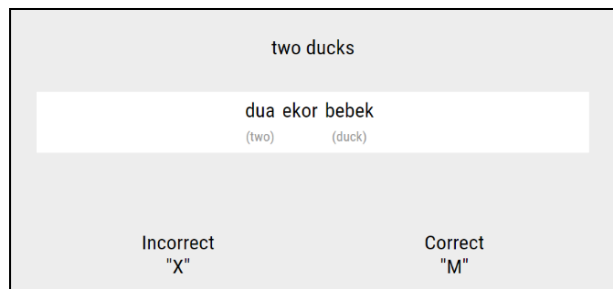 two ducks
dua ekor bebek
(two) (duck)
Incorrect Correct
"X" "M"